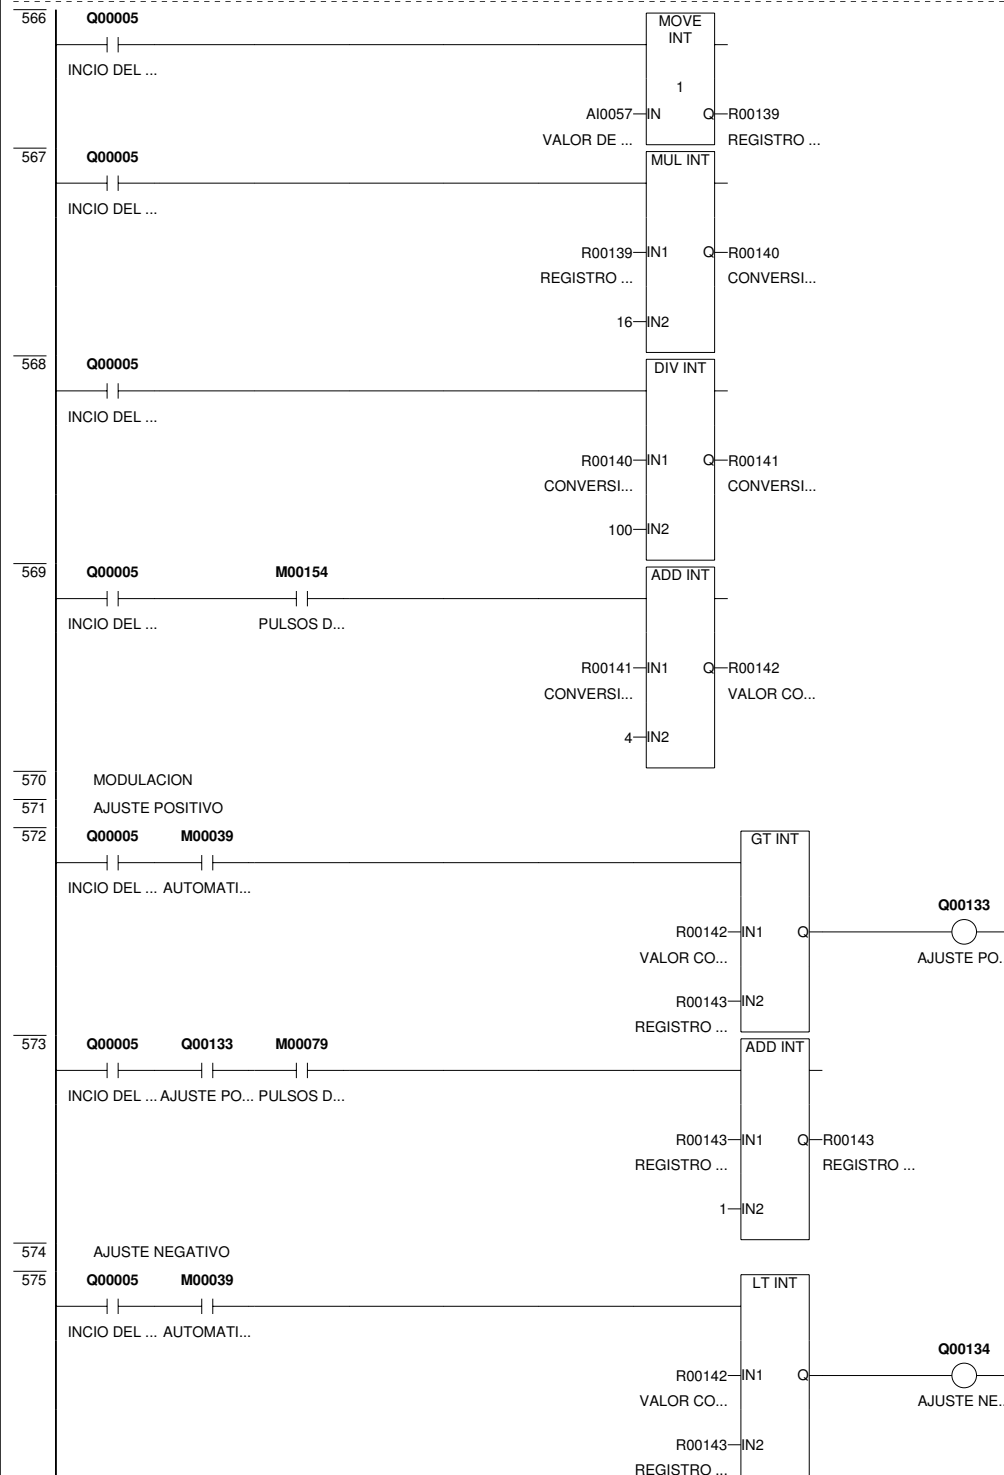 566 Q00005 MOVE
INT
INCIO DEL ...
1
AI0057 IN Q R00139
VALOR DE ... REGISTRO ...
567 Q00005 MUL INT
INCIO DEL ...
R00139 IN1 Q R00140
REGISTRO ... CONVERSI...
16 IN2
568 Q00005 DIV INT
INCIO DEL ...
R00140 IN1 Q R00141
CONVERSI... CONVERSI...
100 IN2
569 Q00005 M00154 ADD INT
INCIO DEL ... PULSOS D...
R00141 IN1 Q R00142
CONVERSI... VALOR CO...
4 IN2
570 MODULACION
571 AJUSTE POSITIVO
572 Q00005 M00039 GT INT
INCIO DEL ... AUTOMATI...
Q00133
R00142 IN1 Q
VALOR CO... AJUSTE PO.
R00143 IN2
REGISTRO ...
573 Q00005 Q00133 M00079 ADD INT
INCIO DEL ... AJUSTE PO... PULSOS D...
R00143 IN1 Q R00143
REGISTRO ... REGISTRO ...
1 IN2
574 AJUSTE NEGATIVO
575 Q00005 M00039 LT INT
INCIO DEL ... AUTOMATI...
Q00134
R00142 IN1 Q
VALOR CO... AJUSTE NE..
R00143 IN2
REGISTRO ...